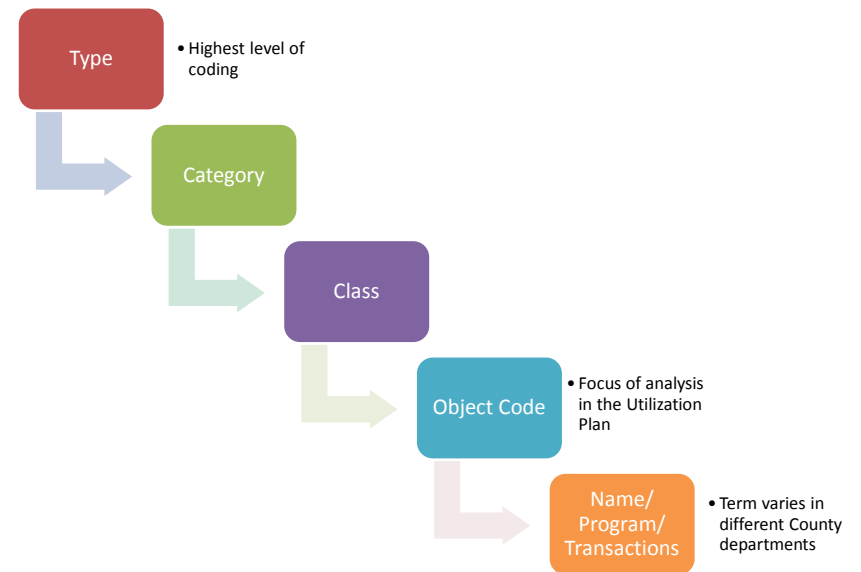 Type
• Highest level of
coding
Category
Class
Object Code
• Focus of analysis
in the Utilization
Plan
Name/
Program/
Transactions
• Term varies in
different County
departments